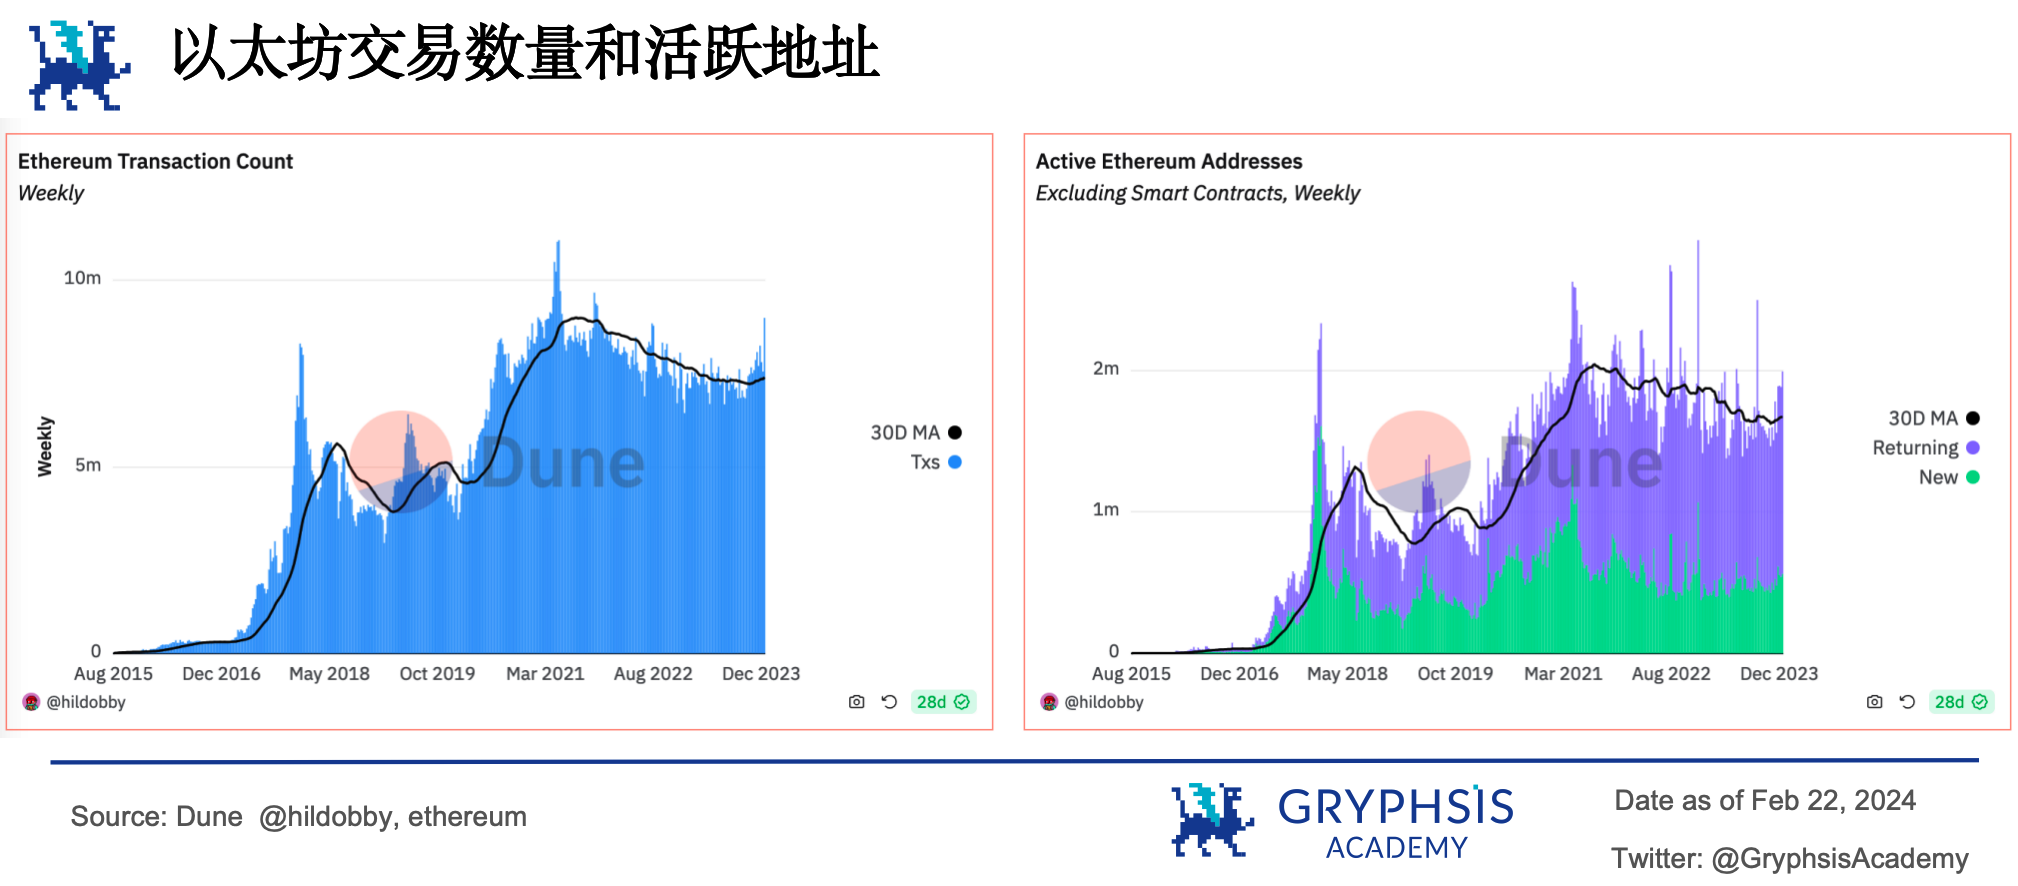 以太坊交易数量和活跃地址
Ethereum Transaction Count
Weekly
10m
5m
0
Weekly
Aug 2015 Dec 2016 May 2018 Oct 2019 Mar 2021 Aug 2022 Dec 2023
30D MA
Txs
Dune
@hildobby
28d
Active Ethereum Addresses
Excluding Smart Contracts, Weekly
2m
1m
0
Aug 2015 Dec 2016 May 2018 Oct 2019 Mar 2021 Aug 2022 Dec 2023
30D MA
Returning
New
Dune
@hildobby
28d
Source: Dune @hildobby, ethereum
GRYPHSIS
ACADEMY
Date as of Feb 22, 2024
Twitter: @GryphsisAcademy